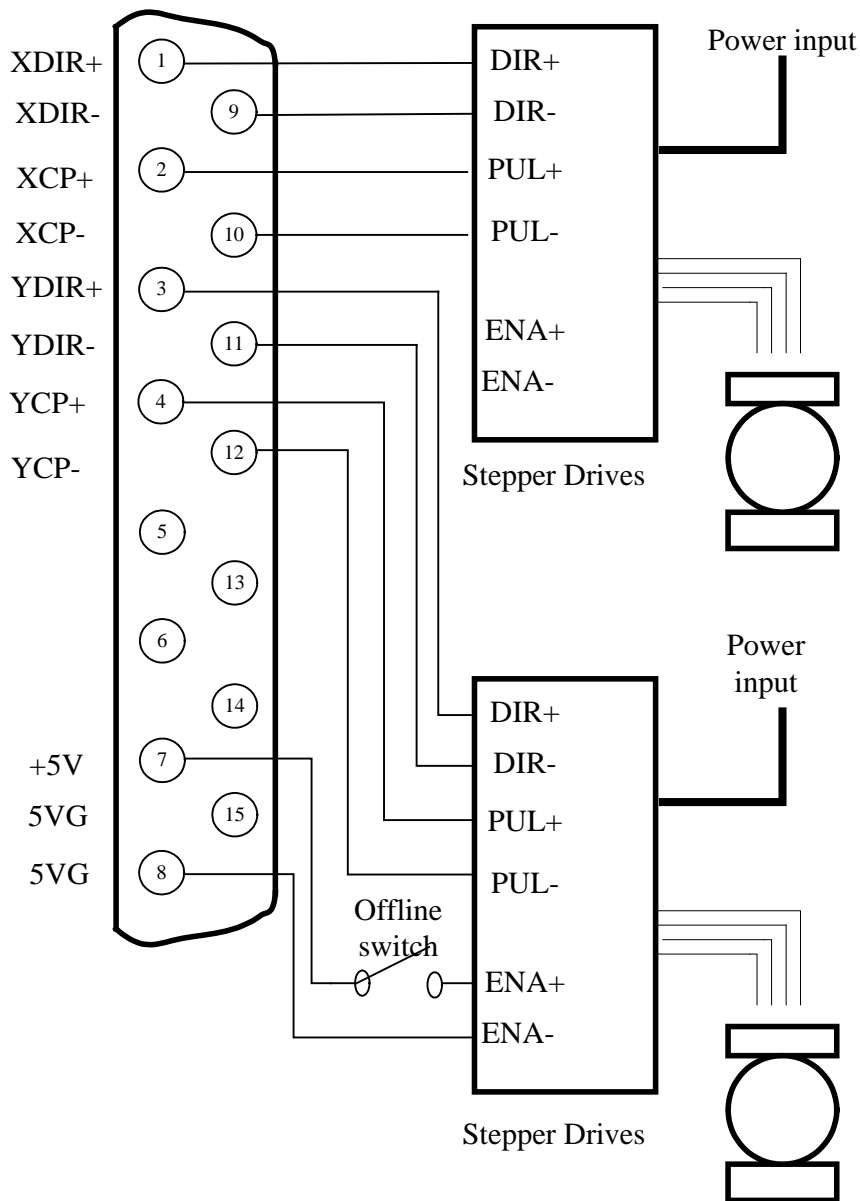 XDIR+
XDIR-
XCP+
XCP-
YDIR+
YDIR-
YCP+
YCP-
+5V
5VG
5VG
1
9
2
10
3
11
4
12
5
13
6
14
7
15
8
DIR+
DIR-
PUL+
PUL-
ENA+
ENA-
Stepper Drives
Power input
Power
input
DIR+
DIR-
PUL+
PUL-
ENA+
ENA-
Offline
switch
Stepper Drives